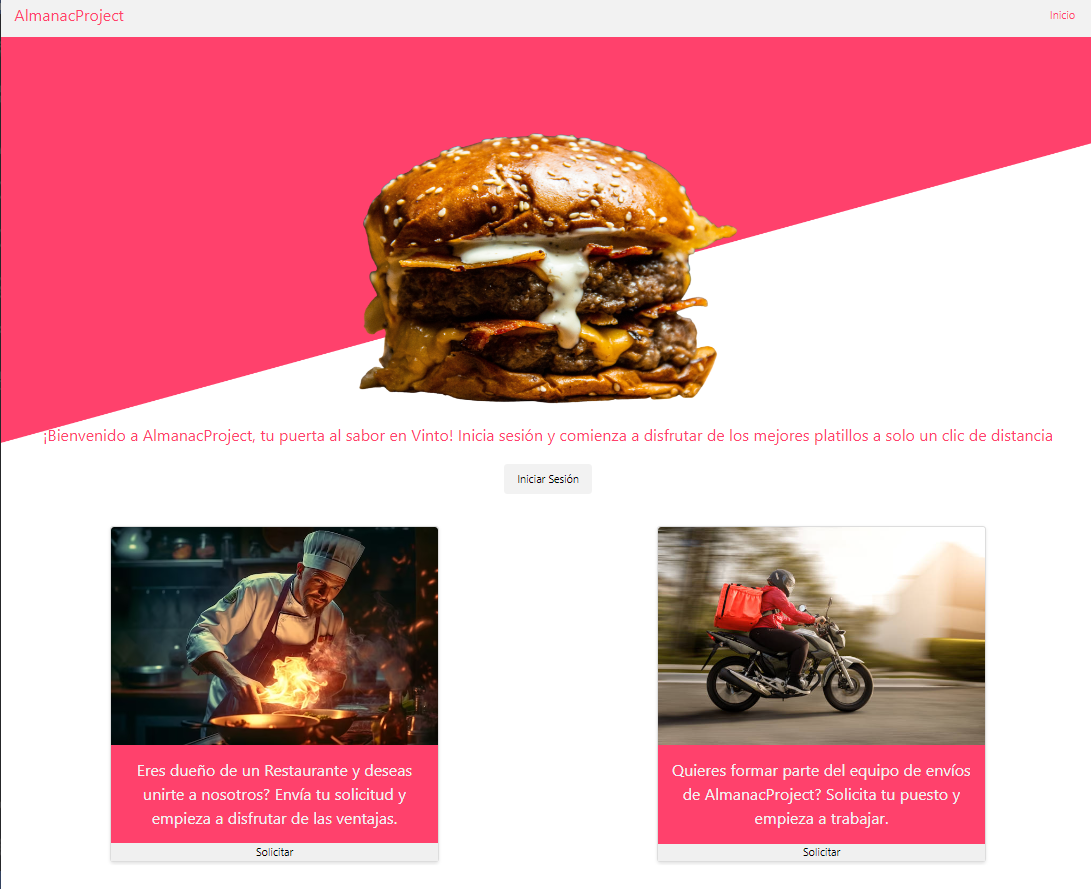 AlmanacProject
Inicio
¡Bienvenido a AlmanacProject, tu puerta al sabor en Vinto! Inicia sesión y comienza a disfrutar de los mejores platillos a solo un clic de distancia
Iniciar Sesión
Eres dueño de un Restaurante y deseas
unirte a nosotros? Envía tu solicitud y
empieza a disfrutar de las ventajas.
Solicitar
Quieres formar parte del equipo de envíos
de AlmanacProject? Solicita tu puesto y
empieza a trabajar.
Solicitar